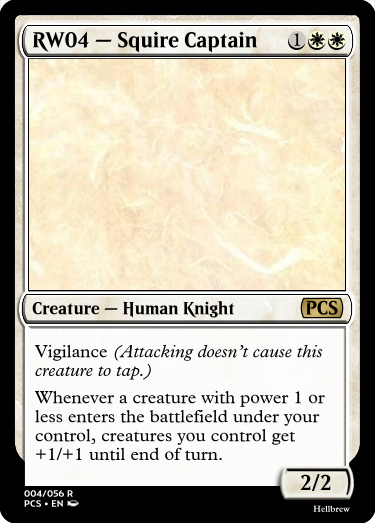 RW04 — Squire Captain 1
Creature — Human Knight PCS
Vigilance (Attacking doesn't cause this
creature to tap.)
Whenever a creature with power 1 or
less enters the battlefield under your
control, creatures you control get
+1/+1 until end of turn.
2/2
004/056 R
PCS • EN
Hellbrew